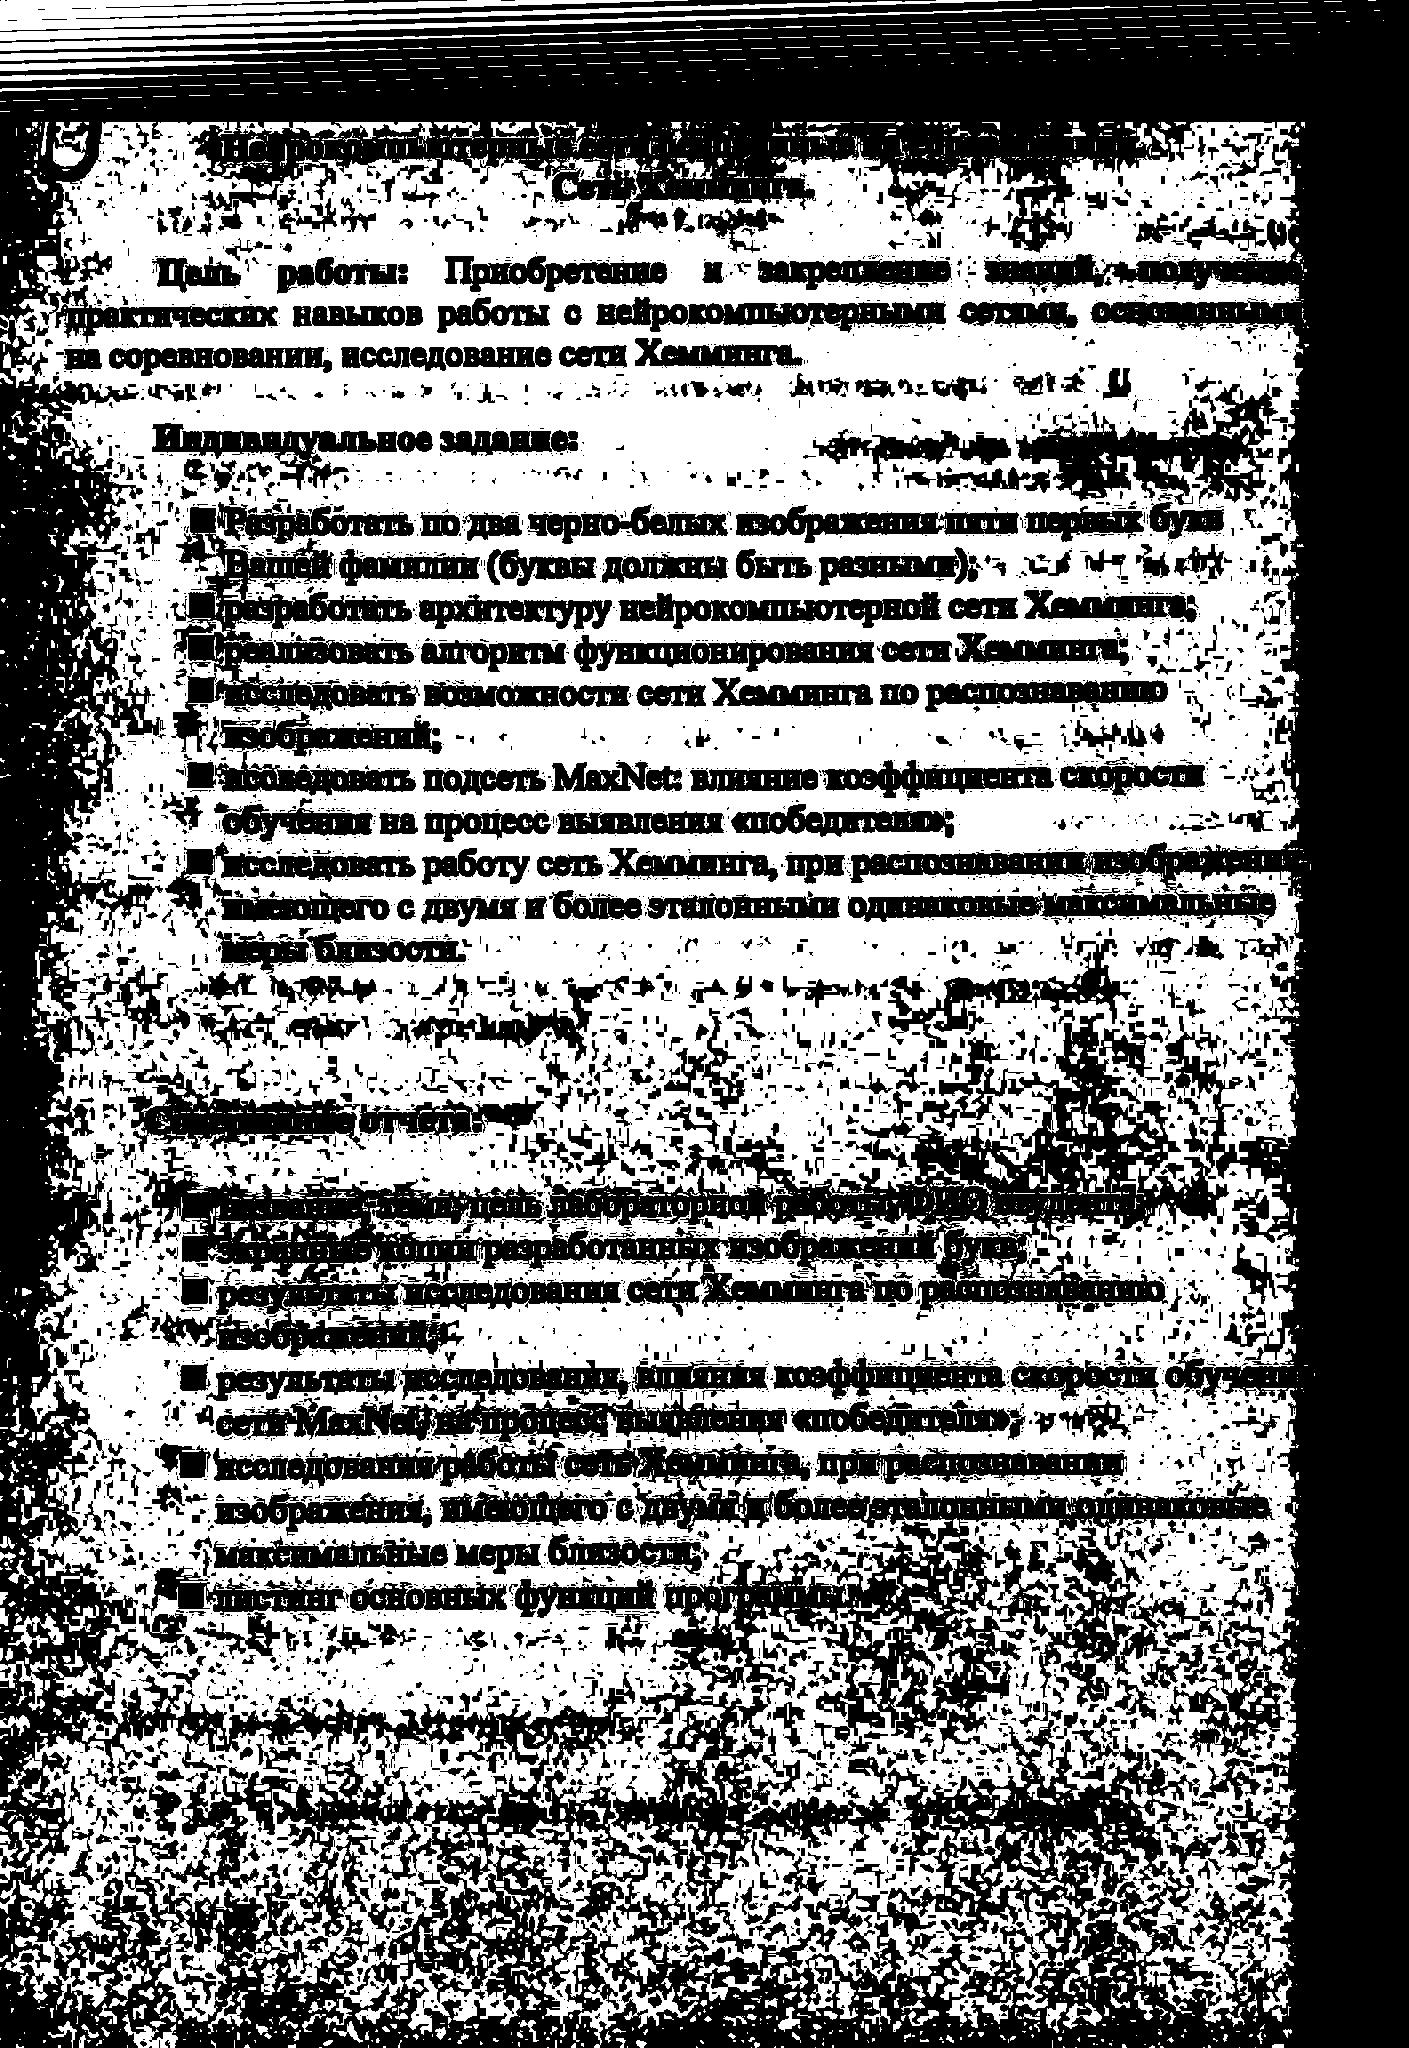 Нейрокомпьютерные сети, основанные на соревновании.
Сеть Хемминга.
Цель работы: Приобретение и закрепление знаний, получение
практических навыков работы с нейрокомпьютерными сетями, основанными
на соревновании, исследование сети Хемминга.
Индивидуальное задание:
■ Разработать по два черно-белых изображения пяти первых букв
Вашей фамилии (буквы должны быть разными);
■ разработать архитектуру нейрокомпьютерной сети Хемминга;
■ реализовать алгоритм функционирования сети Хемминга;
■ исследовать возможности сети Хемминга по распознаванию
изображений;
■ исследовать подсеть MaxNet: влияние коэффициента скорости
обучения на процесс выявления «победителя»;
■ исследовать работу сеть Хемминга, при распознавании изображения
имеющего с двумя и более эталонными одинаковые максимальные
меры близости.
Содержание отчета:
■ название, тема, цель лабораторной работы, ФИО студента;
■ экранные копии разработанных изображений букв;
■ результаты исследования сети Хемминга по распознаванию
изображений;
■ результаты исследования, влияния коэффициента скорости обучения
сети MaxNet, на процесс выявления «победителя»;
■ исследования работы сеть Хемминга, при распознавании
изображения, имеющего с двумя и более эталонными одинаковые
максимальные меры близости;
■ листинг основных функций программы.